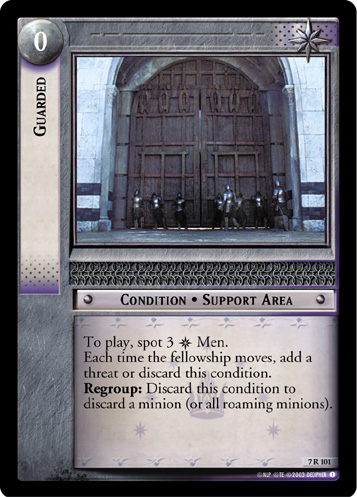 0
GUARDED
CONDITION • SUPPORT AREA
To play, spot 3 Men.
Each time the fellowship moves, add a
threat or discard this condition.
Regroup: Discard this condition to
discard a minion (or all roaming minions).
7 R 101